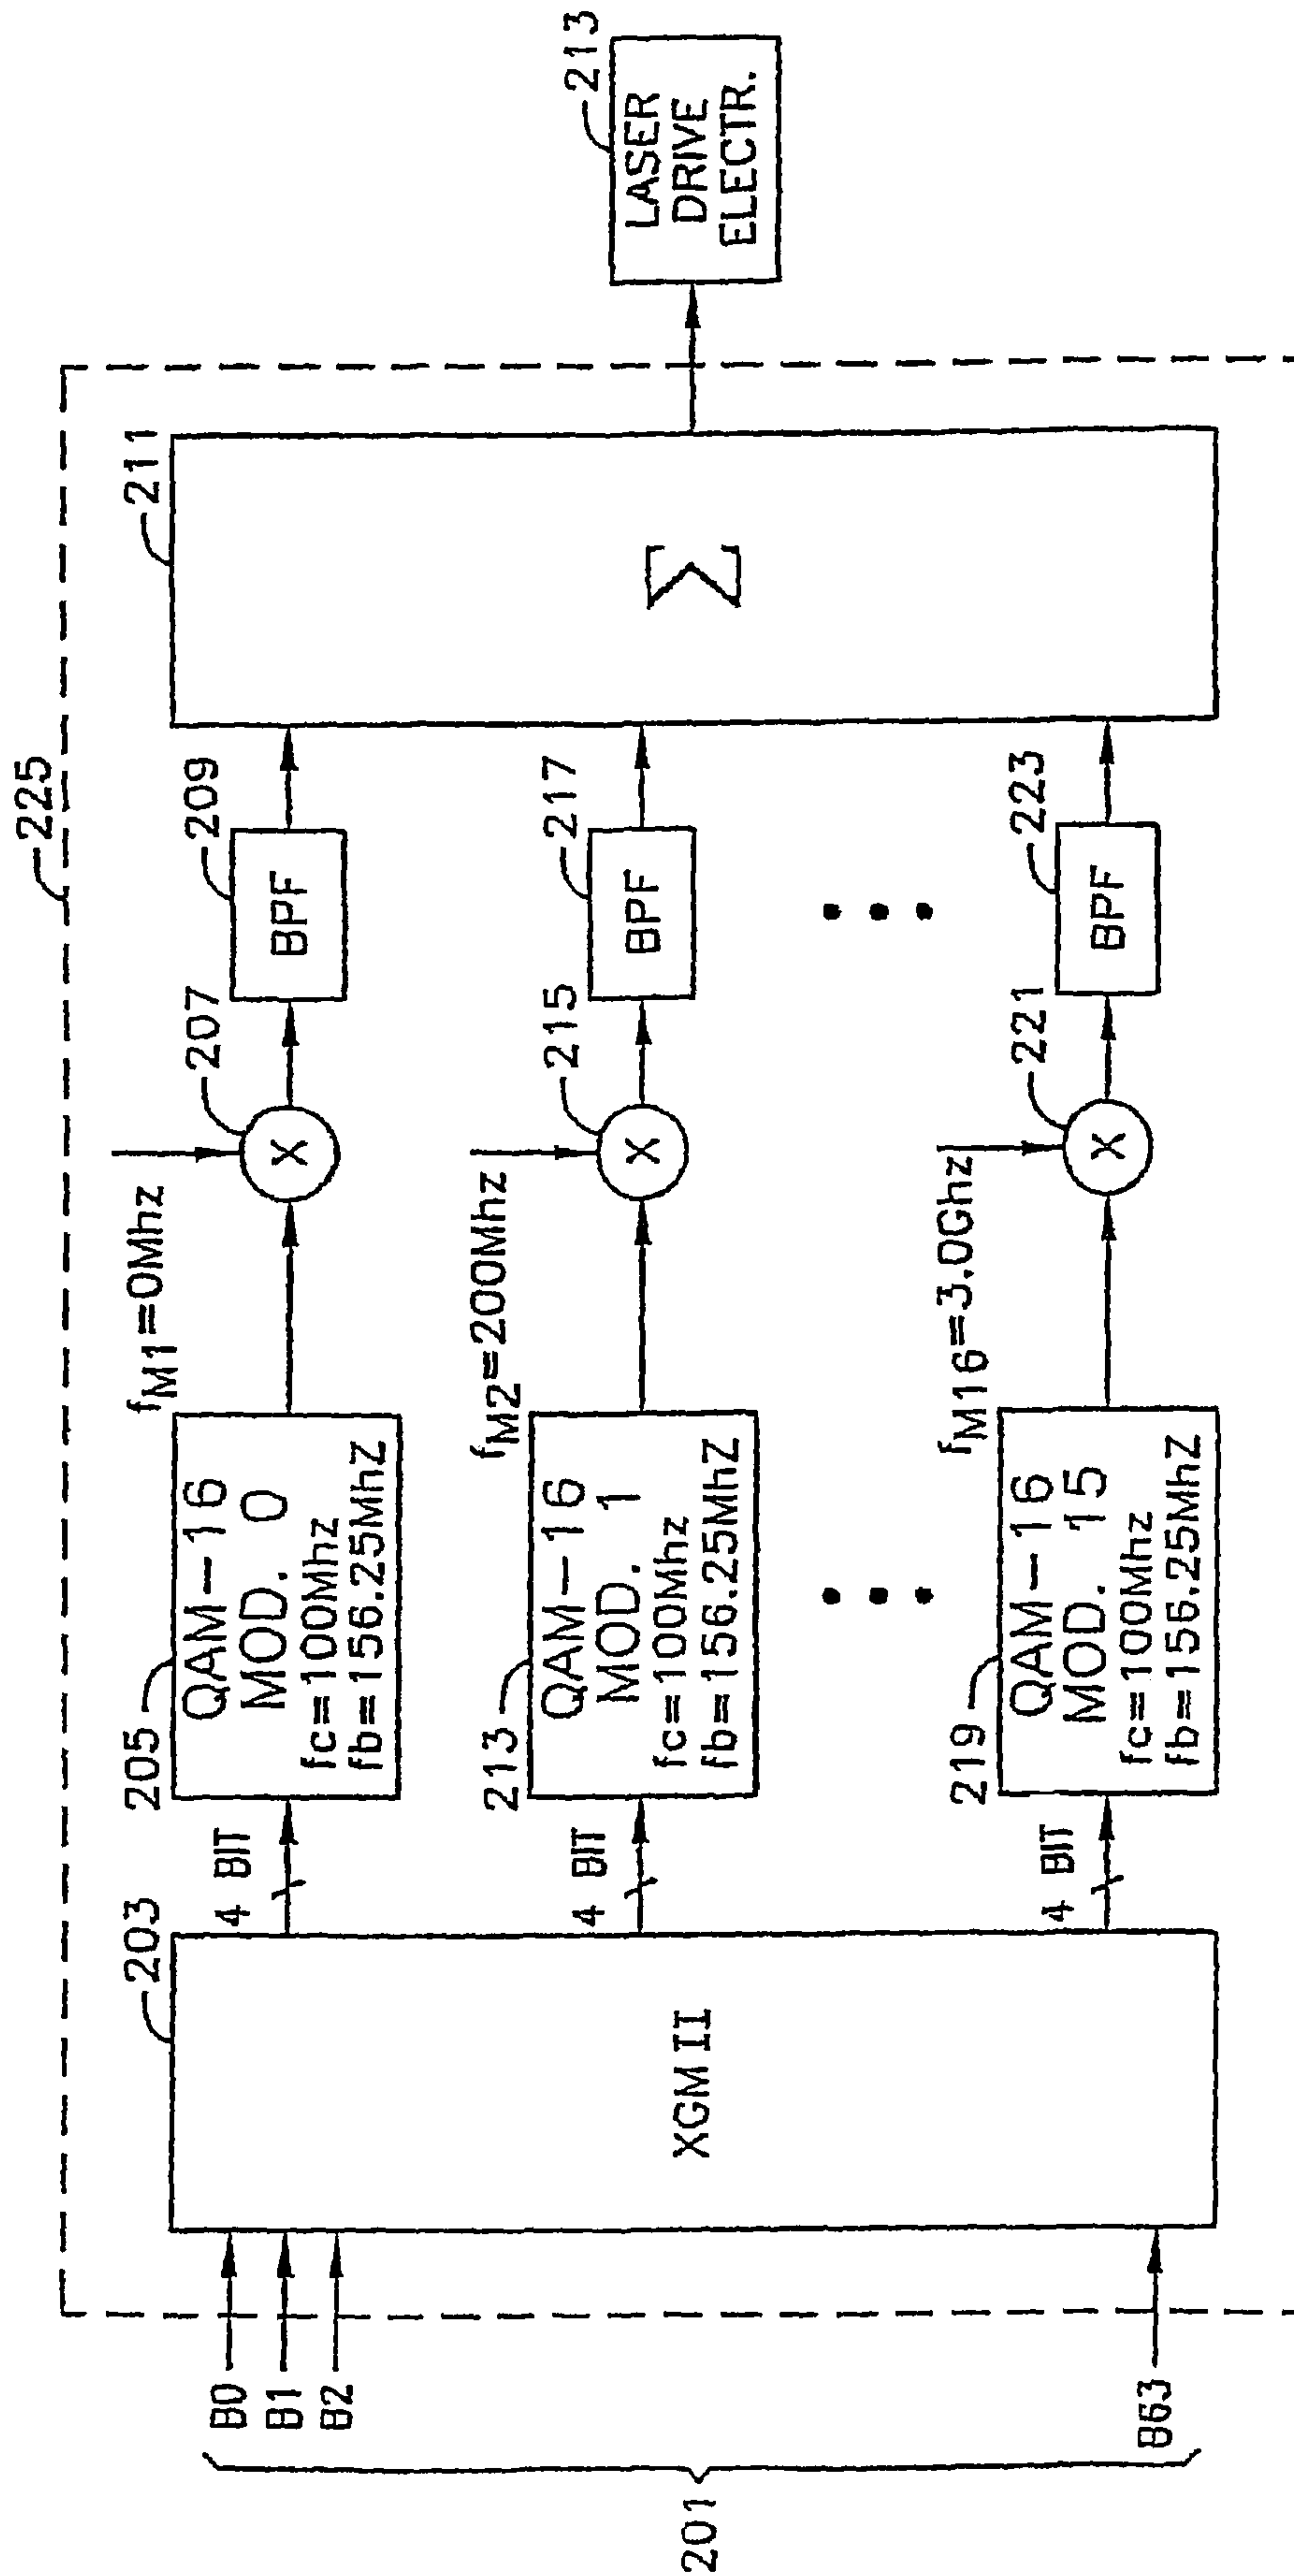 225
203
XGM II
B0
B1
B2
B63
201
4 BIT
205
QAM-16
MOD. 0
fc=100Mhz
fb=156.25MhZ
fM1=0Mhz
207
209
BPF
4 BIT
213
QAM-16
MOD. 1
fc=100Mhz
fb=156.25MhZ
fM2=200Mhz
215
217
BPF
4 BIT
219
QAM-16
MOD. 15
fc=100Mhz
fb=156.25MhZ
fM16=3.0Ghz
221
223
BPF
211
Σ
213
LASER
DRIVE
ELECTR.
X
X
X